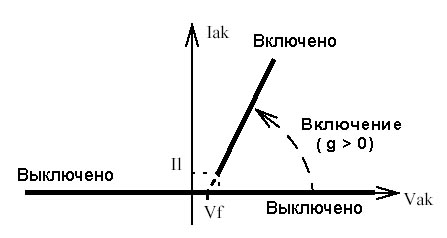 Iak
Включено
Включение
( g > 0)
Il
Выключено
Vf
Выключено
Vak